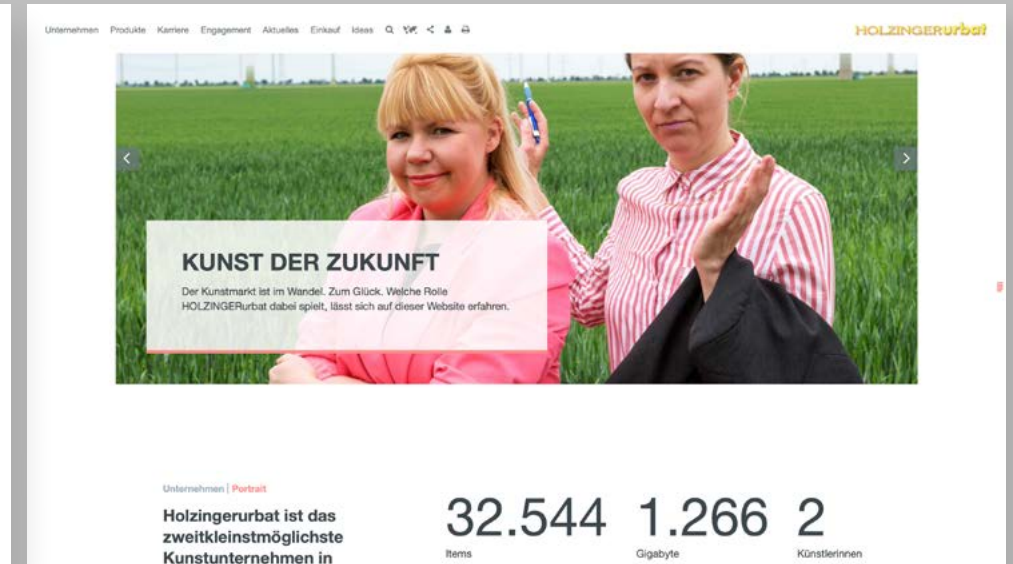 Unternehmen Produkte Karriere Engagement Aktuelles Einkauf Ideas
HOLZINGERurbat
KUNST DER ZUKUNFT
Der Kunstmarkt ist im Wandel. Zum Glück. Welche Rolle
HOLZINGERurbat dabei spielt, lässt sich auf dieser Website erfahren.
Unternehmen | Portrait
Holzingerurbat ist das
zweitkleinstmöglichste
Kunstunternehmen in
32.544 1.266 2
Items Gigabyte Künstlerinnen